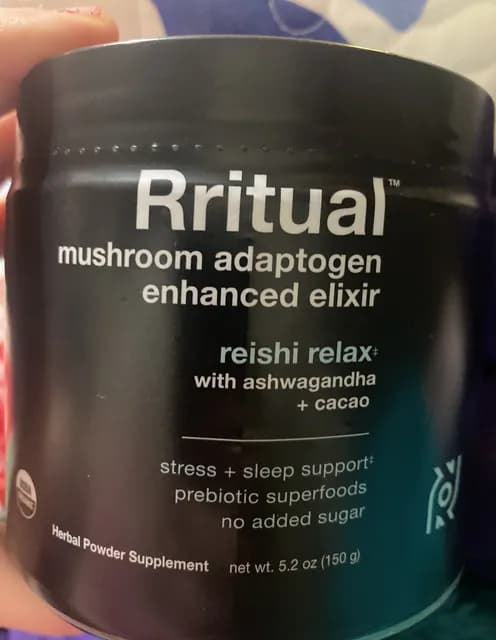 Rritual™
mushroom adaptogen
enhanced elixir
reishi relax‡
with ashwagandha
+ cacao
stress + sleep support‡
prebiotic superfoods
no added sugar
Herbal Powder Supplement net wt. 5.2 oz (150 g)